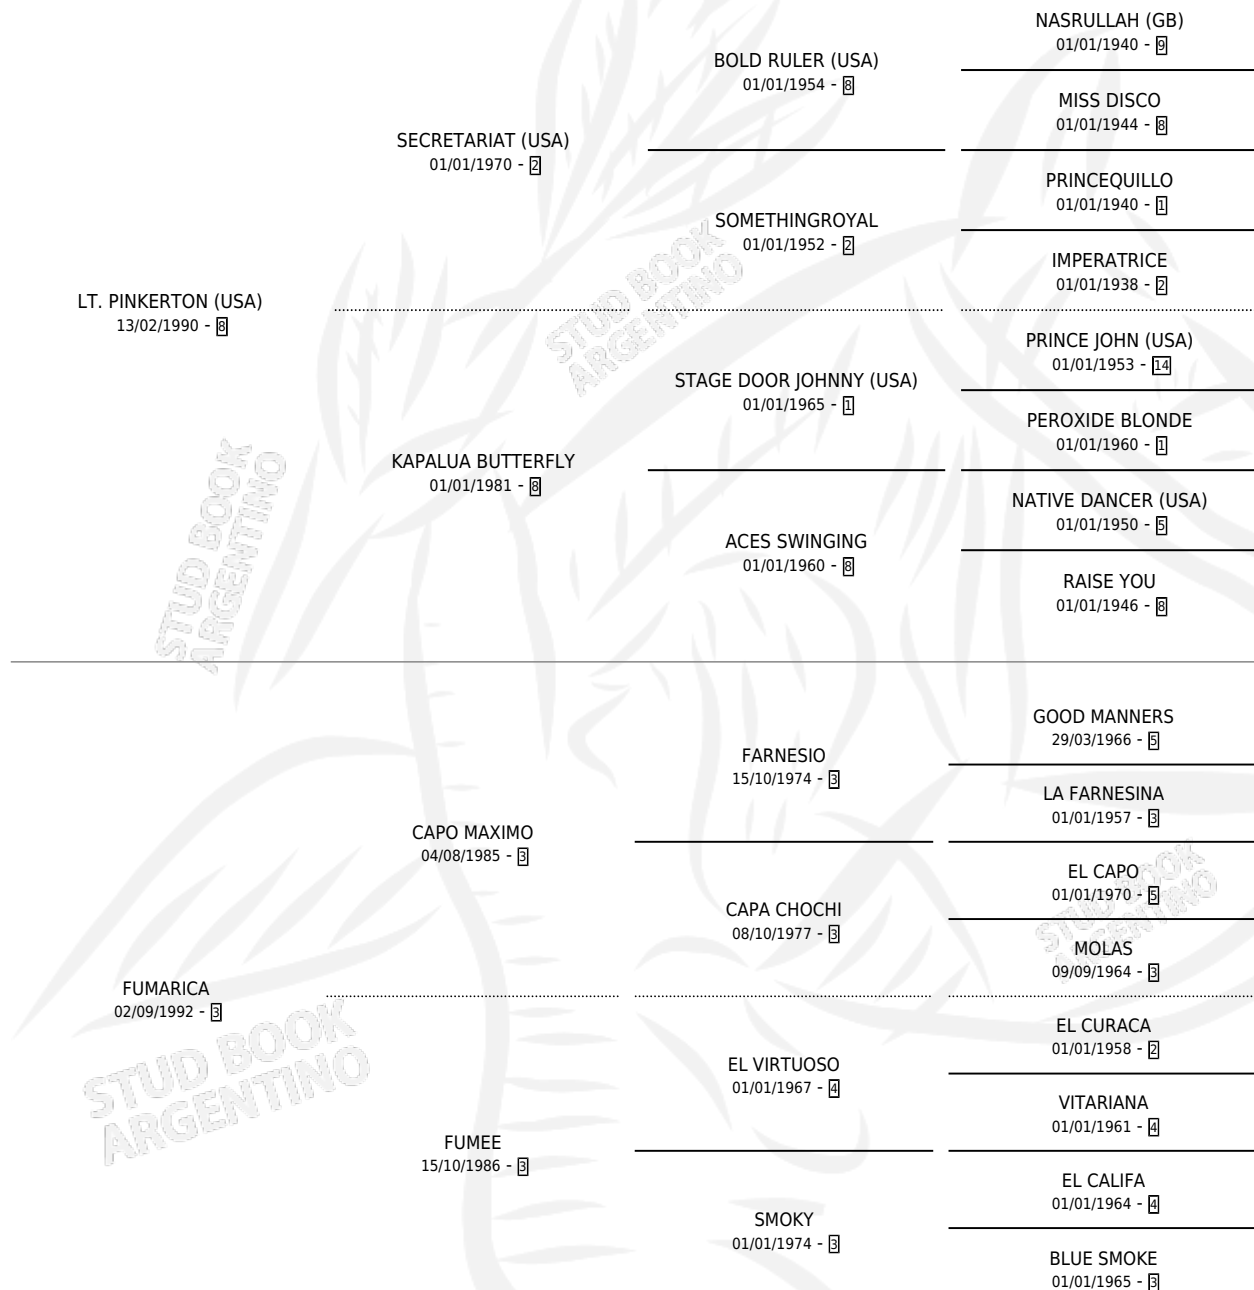 NASRULLAH (GB)
01/01/1940 - 9
BOLD RULER (USA)
01/01/1954 - 8
MISS DISCO
01/01/1944 - 8
SECRETARIAT (USA)
01/01/1970 - 2
PRINCEQUILLO
01/01/1940 - 1
SOMETHINGROYAL
01/01/1952 - 2
IMPERATRICE
01/01/1938 - 2
LT. PINKERTON (USA)
13/02/1990 - 8
STUD BOOK
ARGENTINO
PRINCE JOHN (USA)
01/01/1953 - 14
STAGE DOOR JOHNNY (USA)
01/01/1965 - 1
PEROXIDE BLONDE
01/01/1960 - 1
KAPALUA BUTTERFLY
01/01/1981 - 8
NATIVE DANCER (USA)
01/01/1950 - 5
ACES SWINGING
01/01/1960 - 8
RAISE YOU
01/01/1946 - 8
STUD BOOK
ARGENTINO
GOOD MANNERS
29/03/1966 - 5
FARNESIO
15/10/1974 - 3
LA FARNESINA
01/01/1957 - 3
CAPO MAXIMO
04/08/1985 - 3
EL CAPO
01/01/1970 - 5
CAPA CHOCHI
08/10/1977 - 3
MOLAS
09/09/1964 - 3
STUD BOOK
ARGENTINO
FUMARICA
02/09/1992 - 3
EL CURACA
01/01/1958 - 2
EL VIRTUOSO
01/01/1967 - 4
VITARIANA
01/01/1961 - 4
STUD BOOK
ARGENTINO
FUMEE
15/10/1986 - 3
EL CALIFA
01/01/1964 - 4
SMOKY
01/01/1974 - 3
BLUE SMOKE
01/01/1965 - 3